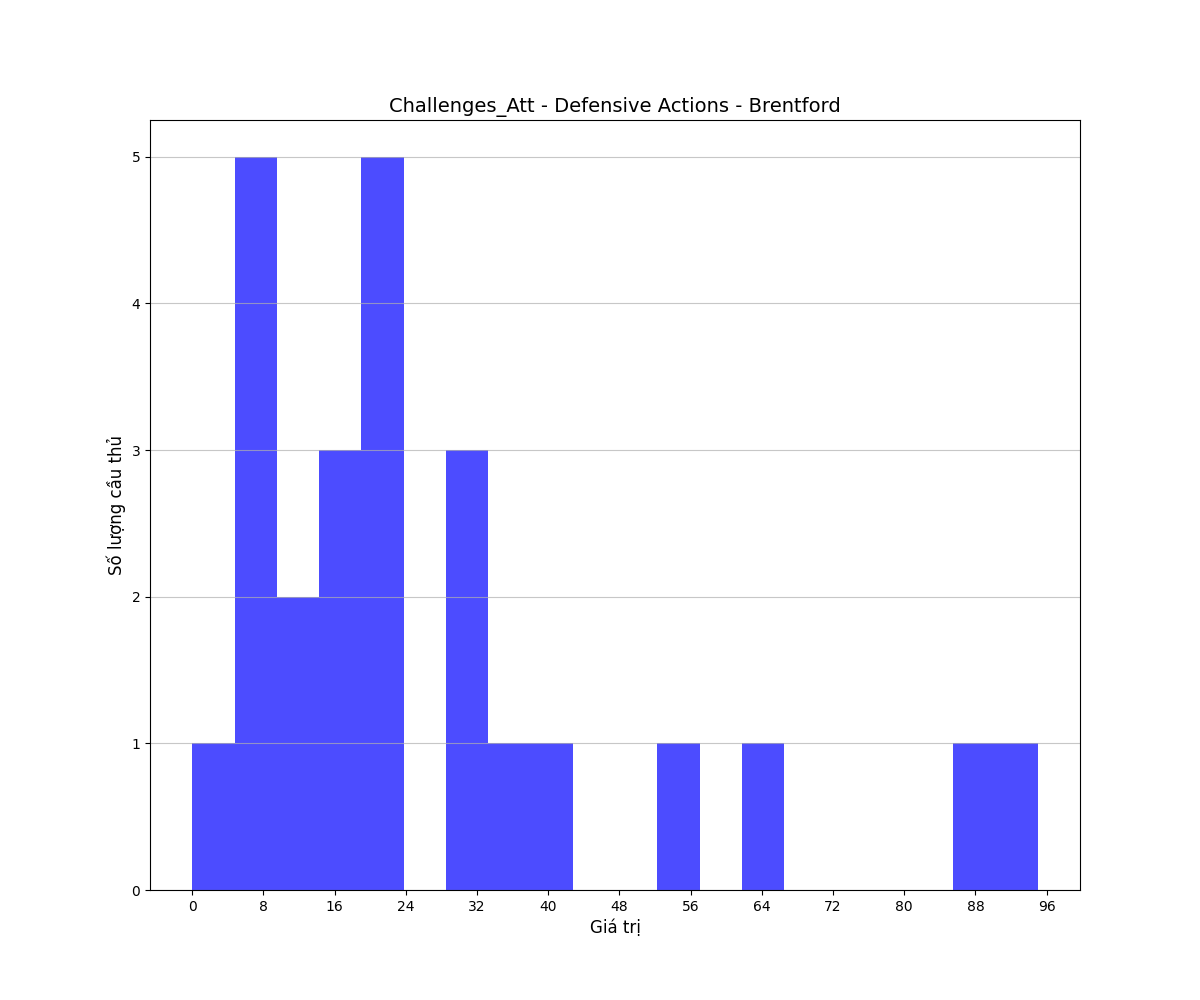 Challenges_Att - Defensive Actions - Brentford
Số lượng cầu thủ
5
4
3
2
1
0
0 8 16 24 32 40 48 56 64 72 80 88 96
Giá trị